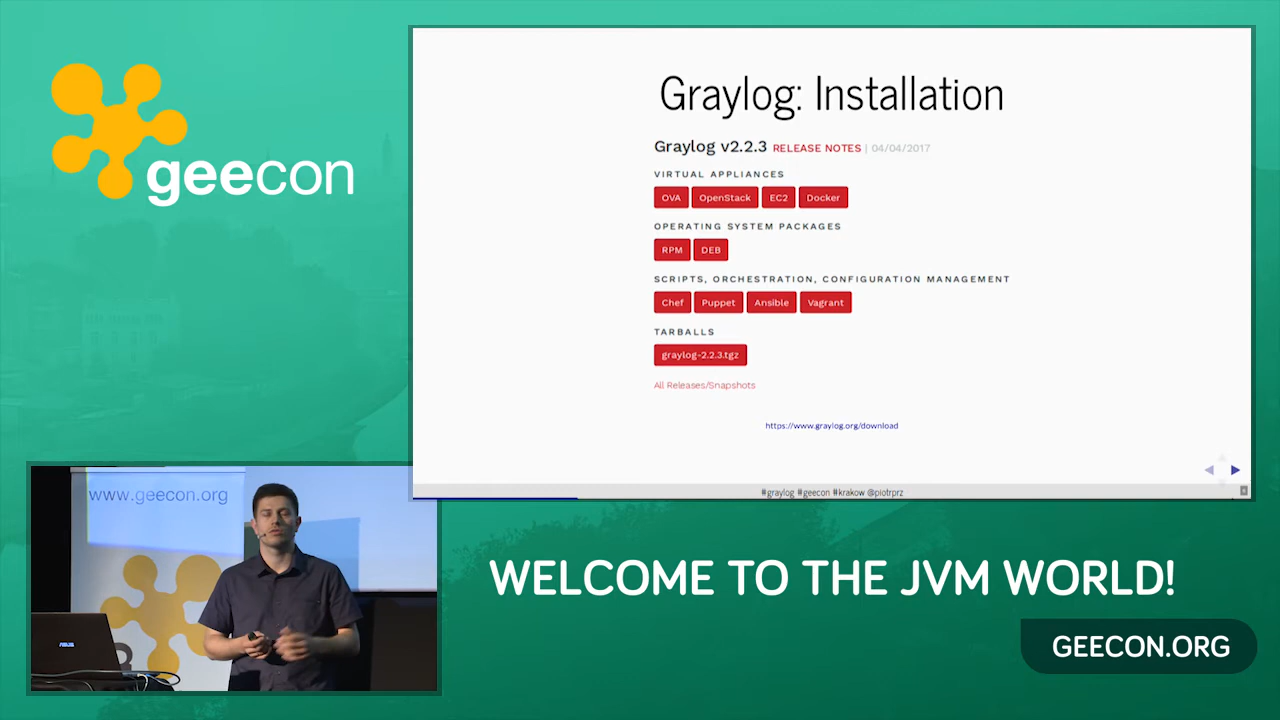 geecon
Graylog: Installation
Graylog v2.2.3 RELEASE NOTES | 04/04/2017
VIRTUAL APPLIANCES
OVA OpenStack EC2 Docker
OPERATING SYSTEM PACKAGES
RPM DEB
SCRIPTS, ORCHESTRATION, CONFIGURATION MANAGEMENT
Chef Puppet Ansible Vagrant
TARBALLS
graylog-2.2.3.tgz
All Releases/Snapshots
https://www.graylog.org/download
#graylog #geecon #krakow @piotrprz
www.geecon.org
ASUS
WELCOME TO THE JVM WORLD!
GEECON.ORG